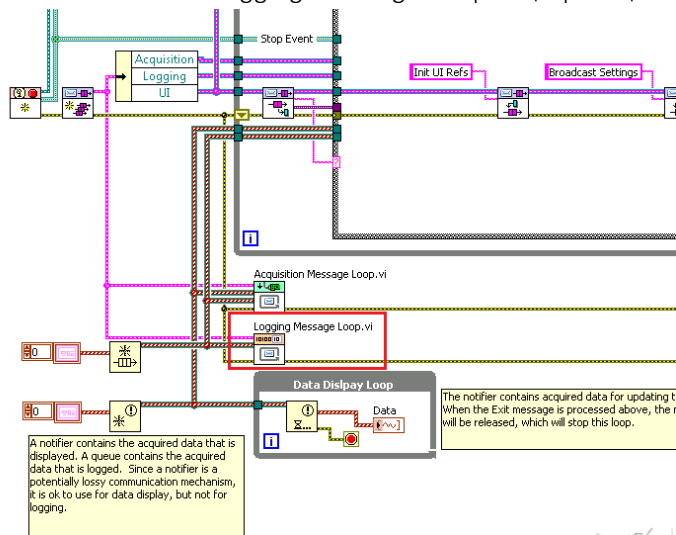 Stop Event
Acquisition
Logging
UI
Init UI Refs
Broadcast Settings
?
i
Acquisition Message Loop.vi
Logging Message Loop.vi
10100 10
0
Data Dislpay Loop
Data
i
0
The notifier contains acquired data for updating t
When the Exit message is processed above, the n
will be released, which will stop this loop.
A notifier contains the acquired data that is
displayed. A queue contains the acquired
data that is logged. Since a notifier is a
potentially lossy communication mechanism,
it is ok to use for data display, but not for
logging.